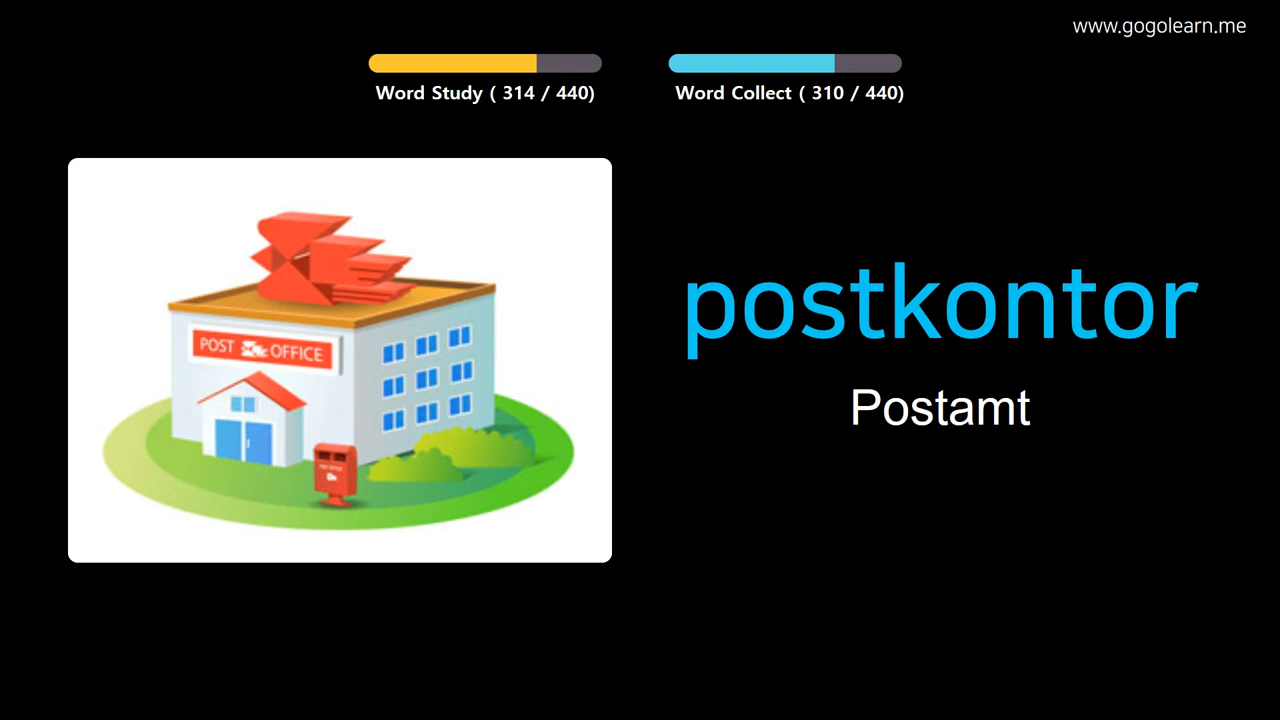 www.gogolearn.me
Word Study ( 314 / 440)
Word Collect ( 310 / 440)
POST OFFICE
postkontor
Postamt